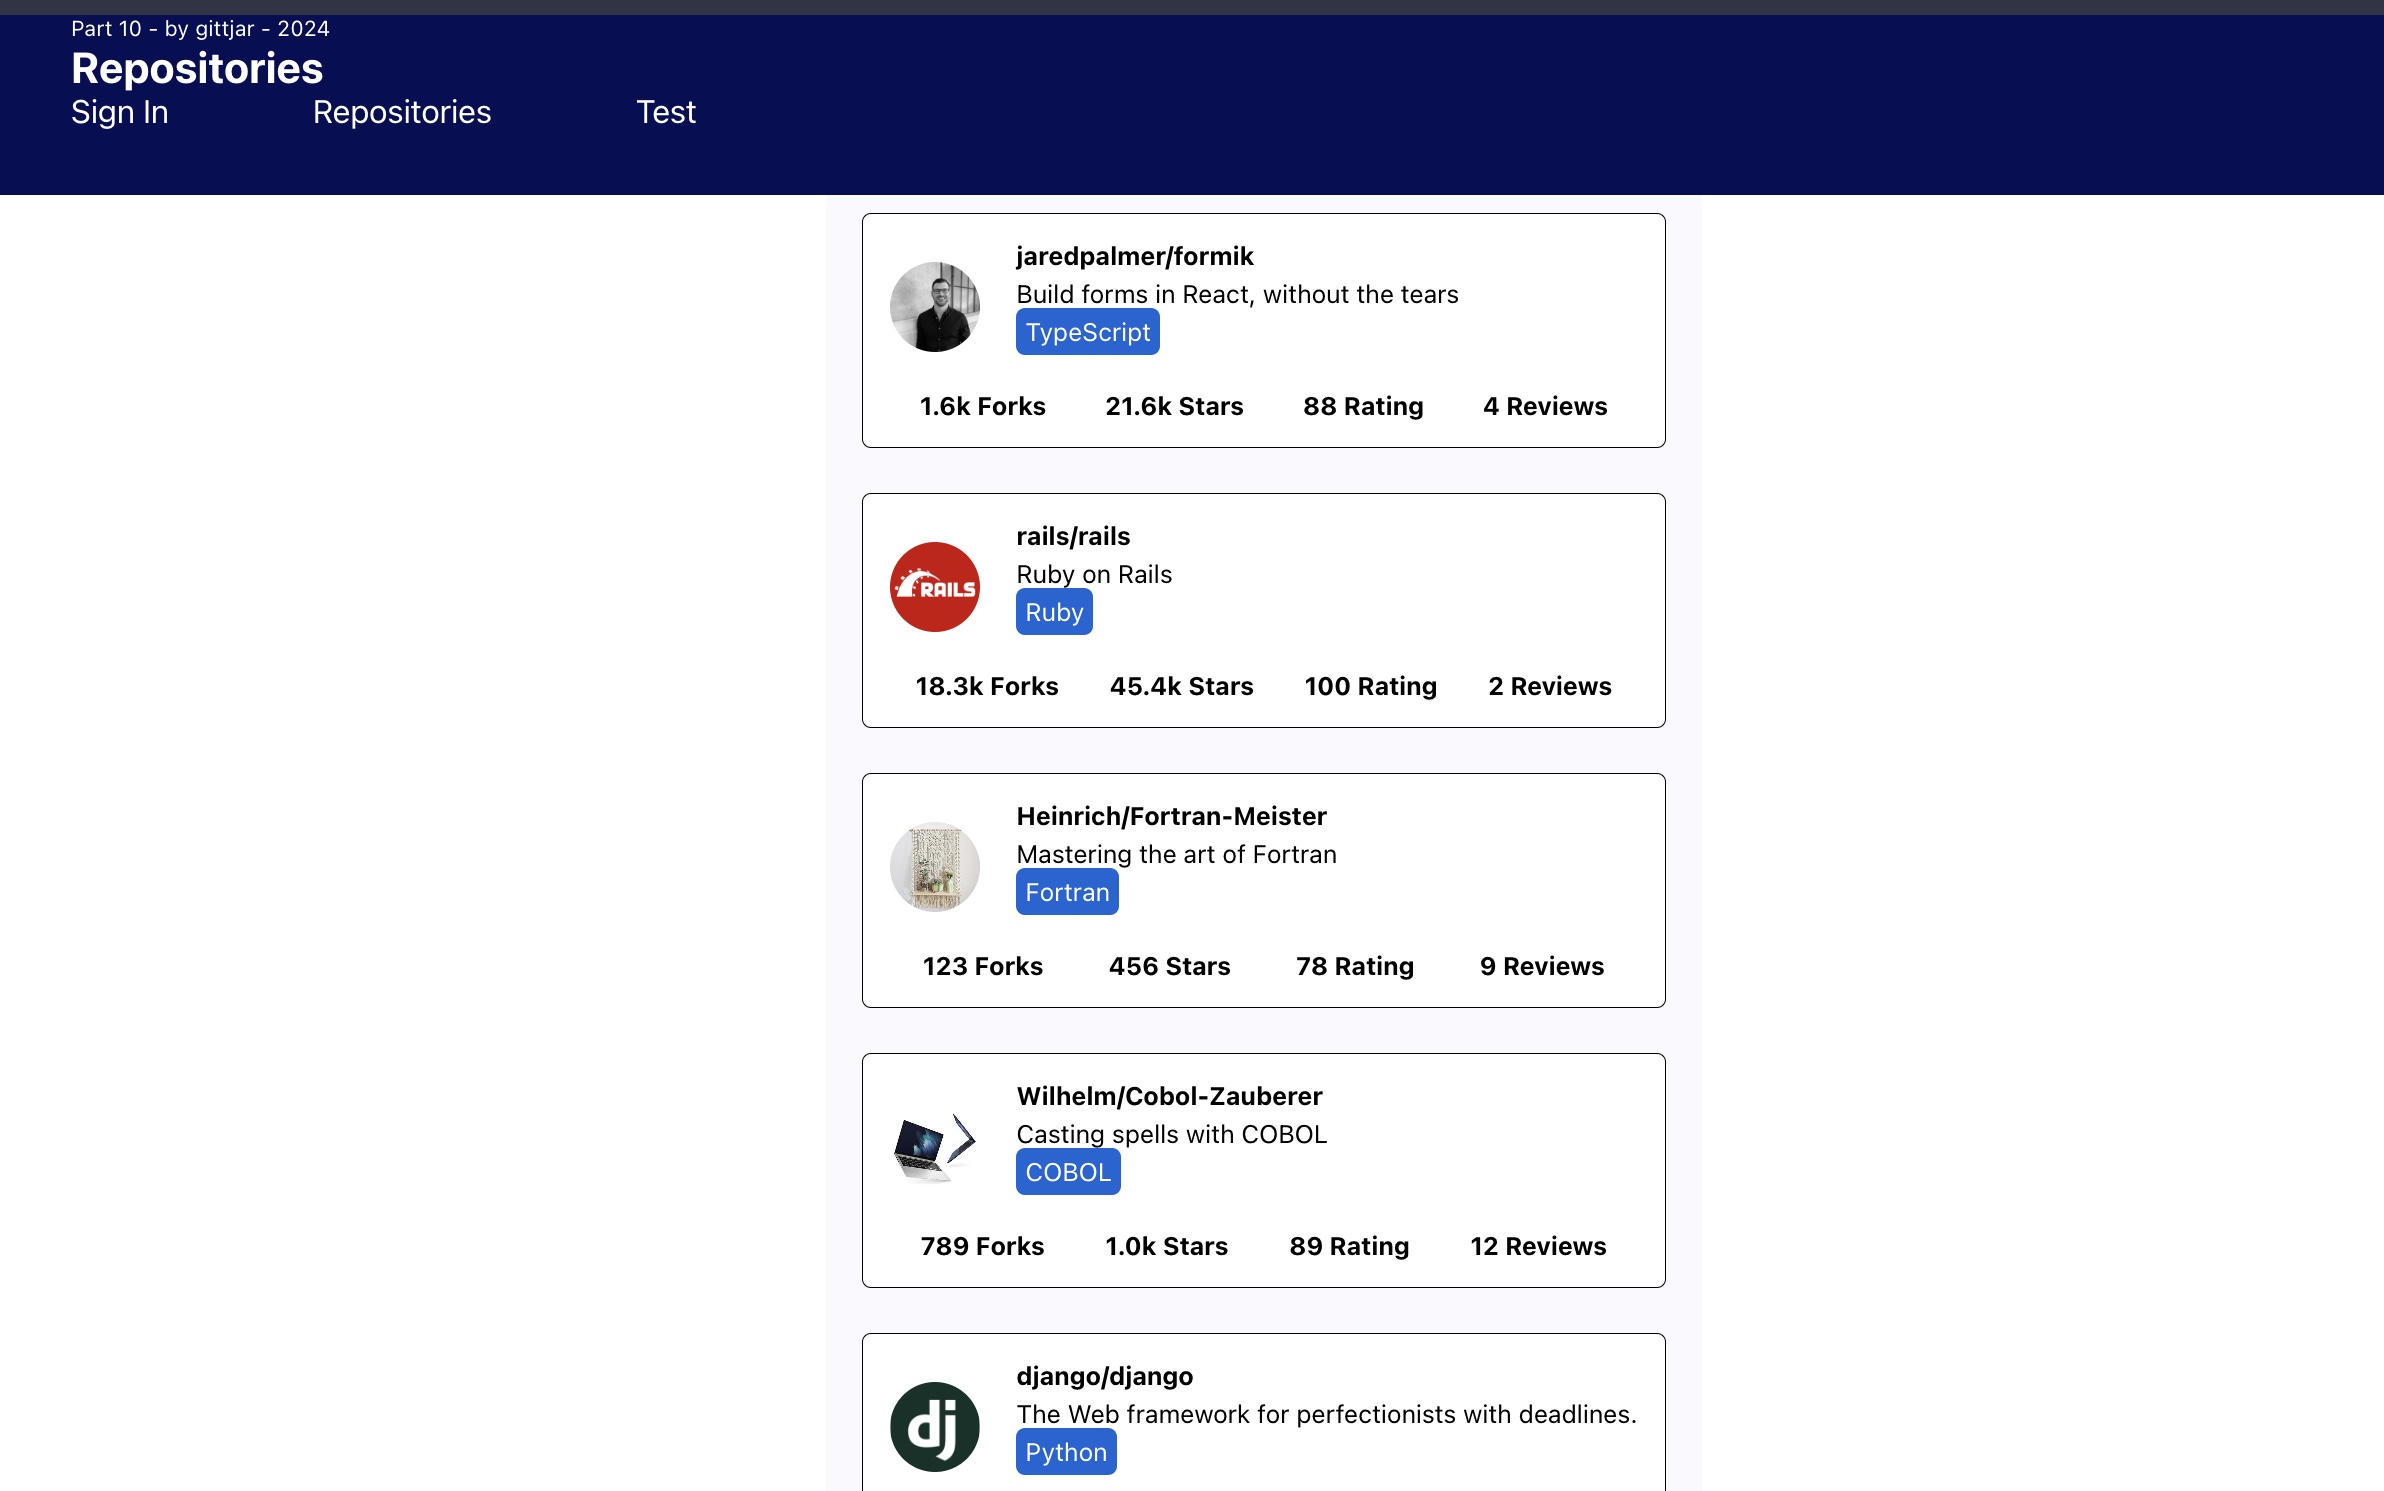 Part 10 - by gittjar - 2024
Repositories
Sign In Repositories Test
jaredpalmer/formik
Build forms in React, without the tears
TypeScript
1.6k Forks 21.6k Stars 88 Rating 4 Reviews
rails/rails
Ruby on Rails
RAILS
Ruby
18.3k Forks 45.4k Stars 100 Rating 2 Reviews
Heinrich/Fortran-Meister
Mastering the art of Fortran
Fortran
123 Forks 456 Stars 78 Rating 9 Reviews
Wilhelm/Cobol-Zauberer
Casting spells with COBOL
COBOL
789 Forks 1.0k Stars 89 Rating 12 Reviews
django/django
The Web framework for perfectionists with deadlines.
dj
Python